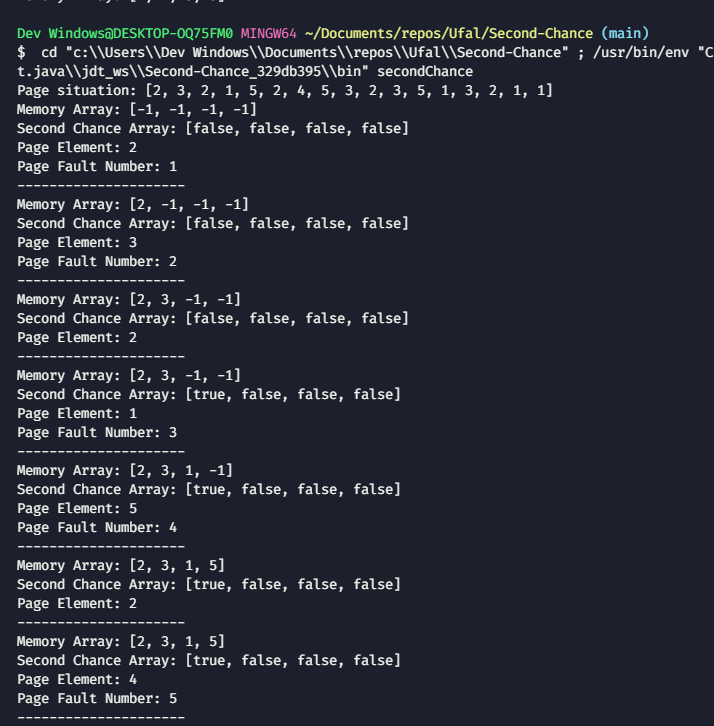 Dev Windows@DESKTOP-OQ75FM0 MINGW64 ~/Documents/repos/Ufal/Second-Chance (main)
$  cd "c:\\Users\\Dev Windows\\Documents\\repos\\Ufal\\Second-Chance" ; /usr/bin/env "C
t.java\\jdt_ws\\Second-Chance_329db395\\bin" secondChance
Page situation: [2, 3, 2, 1, 5, 2, 4, 5, 3, 2, 3, 5, 1, 3, 2, 1, 1]
Memory Array: [-1, -1, -1, -1]
Second Chance Array: [false, false, false, false]
Page Element: 2
Page Fault Number: 1
---------------------
Memory Array: [2, -1, -1, -1]
Second Chance Array: [false, false, false, false]
Page Element: 3
Page Fault Number: 2
---------------------
Memory Array: [2, 3, -1, -1]
Second Chance Array: [false, false, false, false]
Page Element: 2
---------------------
Memory Array: [2, 3, -1, -1]
Second Chance Array: [true, false, false, false]
Page Element: 1
Page Fault Number: 3
---------------------
Memory Array: [2, 3, 1, -1]
Second Chance Array: [true, false, false, false]
Page Element: 5
Page Fault Number: 4
---------------------
Memory Array: [2, 3, 1, 5]
Second Chance Array: [true, false, false, false]
Page Element: 2
---------------------
Memory Array: [2, 3, 1, 5]
Second Chance Array: [true, false, false, false]
Page Element: 4
Page Fault Number: 5
---------------------